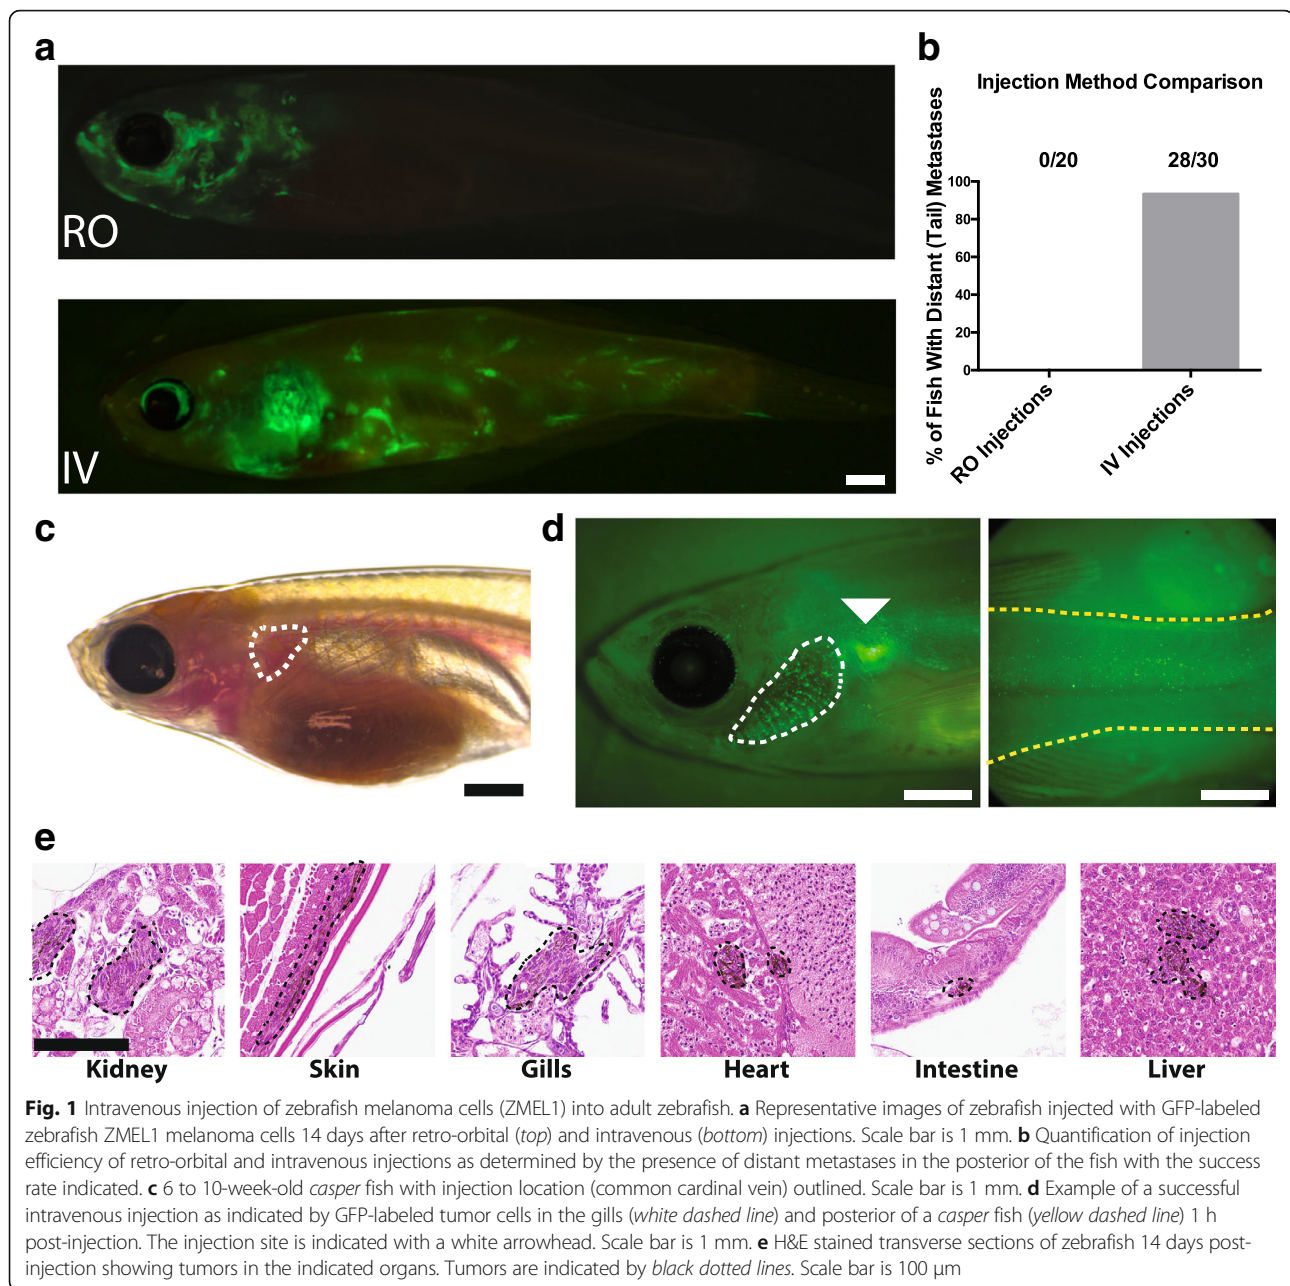 a
RO
IV
b
Injection Method Comparison
% of Fish With Distant (Tail) Metastases
0/20
28/30
100
80
60
40
20
0
RO Injections
IV Injections
c
d
e
Kidney
Skin
Gills
Heart
Intestine
Liver
Fig. 1 Intravenous injection of zebrafish melanoma cells (ZMEL1) into adult zebrafish. a Representative images of zebrafish injected with GFP-labeled
zebrafish ZMEL1 melanoma cells 14 days after retro-orbital (top) and intravenous (bottom) injections. Scale bar is 1 mm. b Quantification of injection
efficiency of retro-orbital and intravenous injections as determined by the presence of distant metastases in the posterior of the fish with the success
rate indicated. c 6 to 10-week-old casper fish with injection location (common cardinal vein) outlined. Scale bar is 1 mm. d Example of a successful
intravenous injection as indicated by GFP-labeled tumor cells in the gills (white dashed line) and posterior of a casper fish (yellow dashed line) 1 h
post-injection. The injection site is indicated with a white arrowhead. Scale bar is 1 mm. e H&E stained transverse sections of zebrafish 14 days post-
injection showing tumors in the indicated organs. Tumors are indicated by black dotted lines. Scale bar is 100 μm